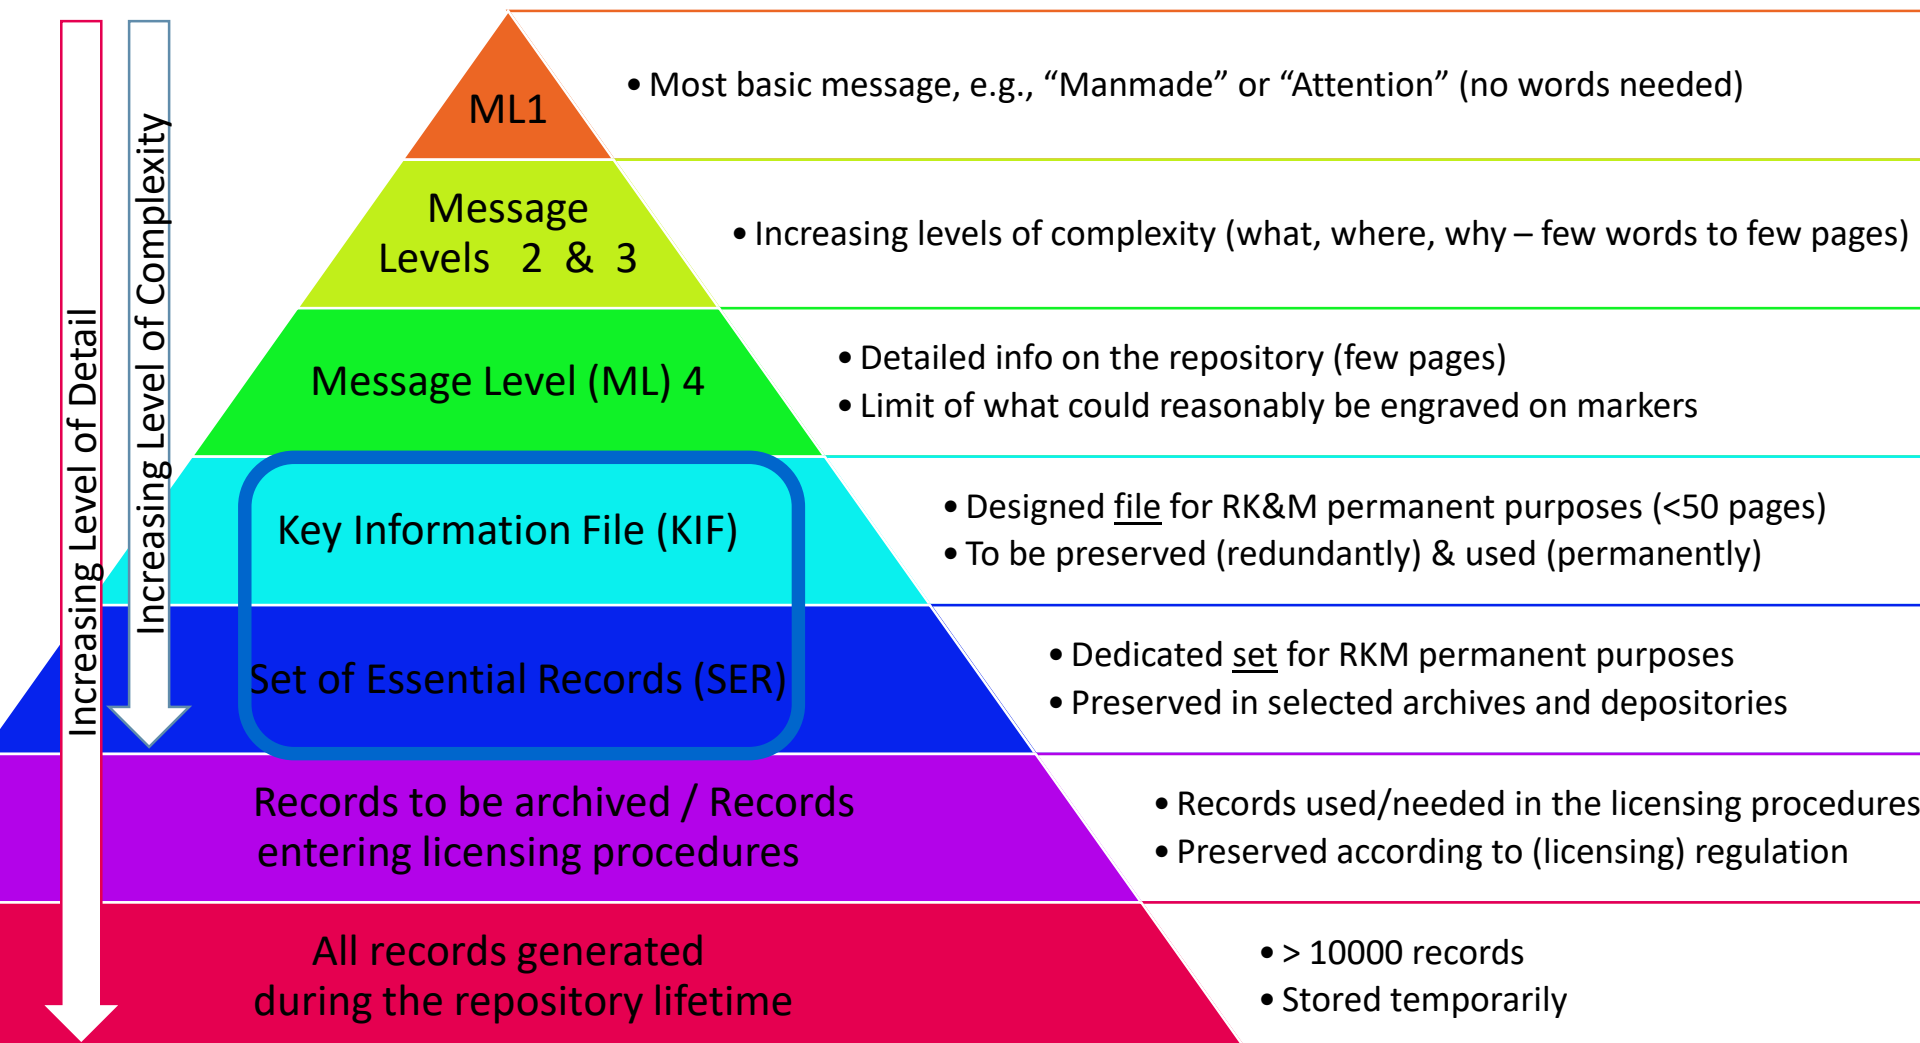 Increasing Level of Detail
Increasing Level of Complexity
ML1
• Most basic message, e.g., “Manmade” or “Attention” (no words needed)
Message
Levels 2 & 3
• Increasing levels of complexity (what, where, why – few words to few pages)
Message Level (ML) 4
• Detailed info on the repository (few pages)
• Limit of what could reasonably be engraved on markers
Key Information File (KIF)
• Designed file for RK&M permanent purposes (<50 pages)
• To be preserved (redundantly) & used (permanently)
Set of Essential Records (SER)
• Dedicated set for RKM permanent purposes
• Preserved in selected archives and depositories
Records to be archived / Records
entering licensing procedures
• Records used/needed in the licensing procedures
• Preserved according to (licensing) regulation
All records generated
during the repository lifetime
• > 10000 records
• Stored temporarily